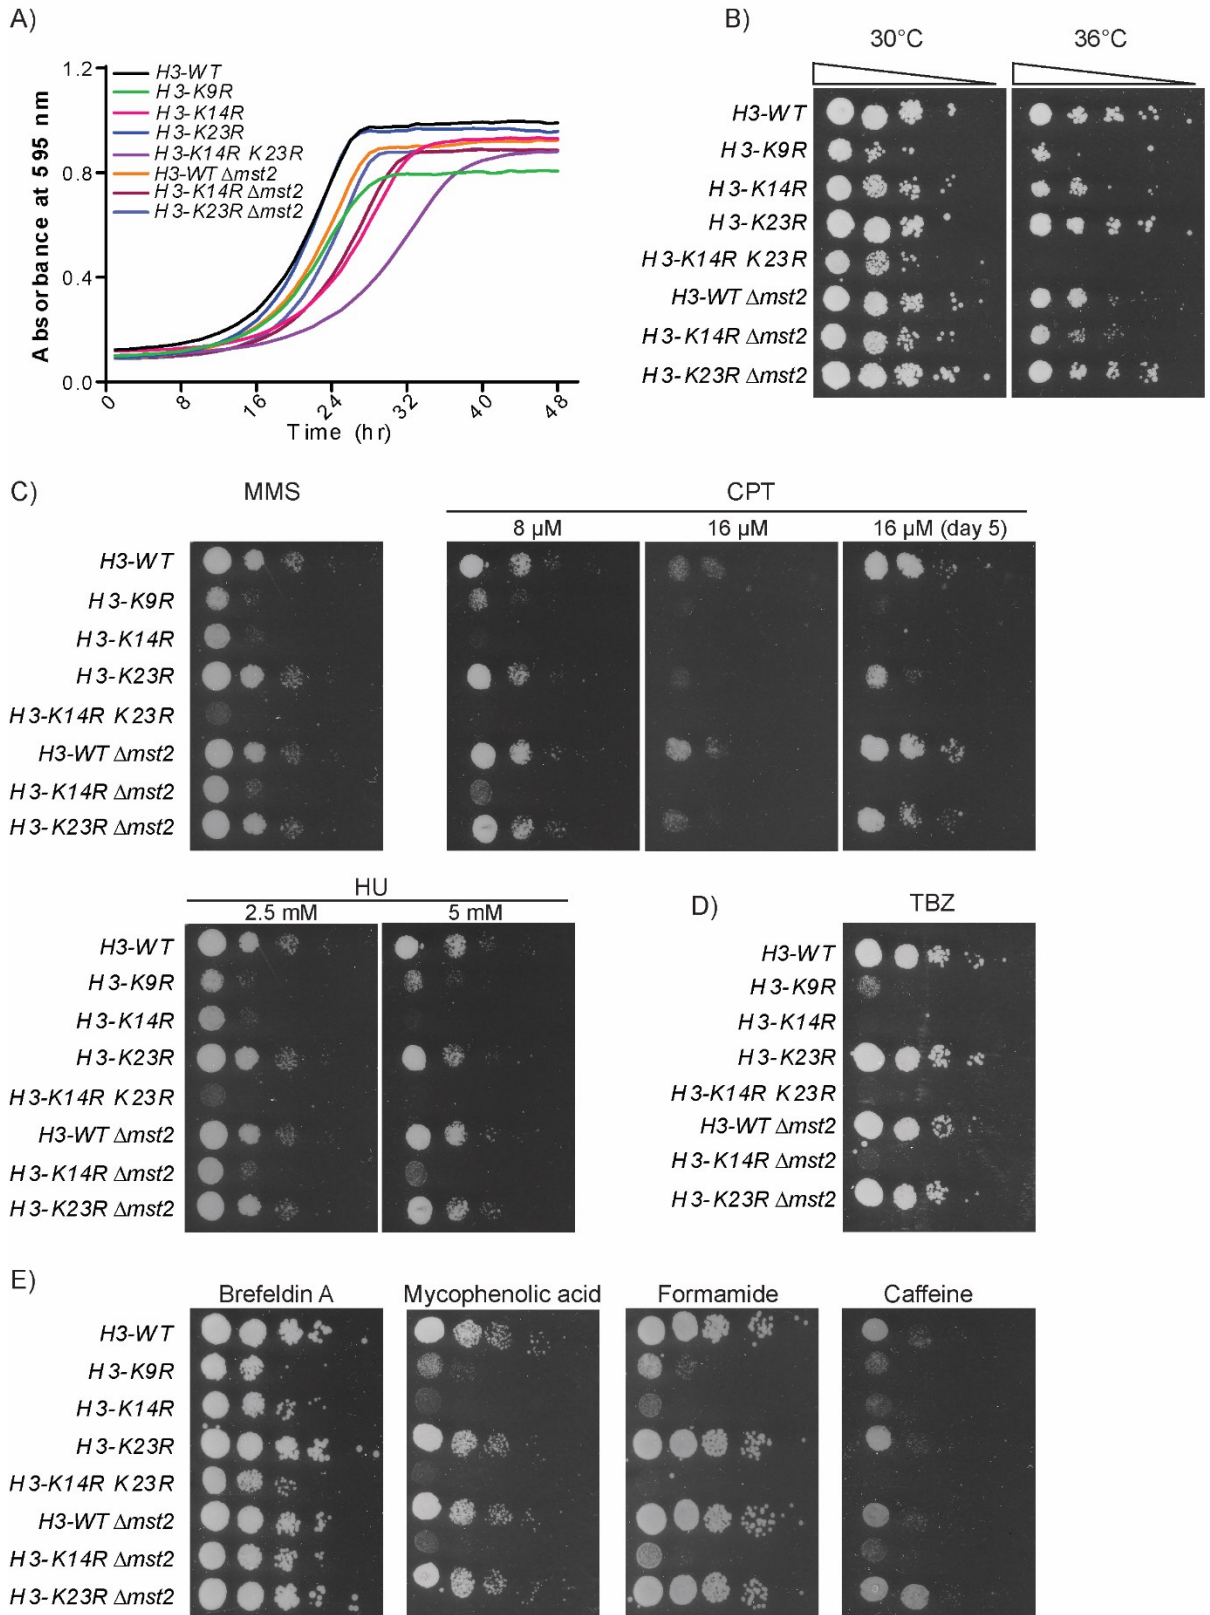 A)
1.2
0.8
0.4
0.0
Absorbance at 595 nm
H3-WT
H3-K9R
H3-K14R
H3-K23R
H3-K14R K23R
H3-WT Δmst2
H3-K14R Δmst2
H3-K23R Δmst2
0 8 16 24 32 40 48
Time (hr)
B)
30°C 36°C
H3-WT
H3-K9R
H3-K14R
H3-K23R
H3-K14R K23R
H3-WT Δmst2
H3-K14R Δmst2
H3-K23R Δmst2
C)
MMS CPT
8 µM 16 µM 16 µM (day 5)
H3-WT
H3-K9R
H3-K14R
H3-K23R
H3-K14R K23R
H3-WT Δmst2
H3-K14R Δmst2
H3-K23R Δmst2
HU
2.5 mM 5 mM
H3-WT
H3-K9R
H3-K14R
H3-K23R
H3-K14R K23R
H3-WT Δmst2
H3-K14R Δmst2
H3-K23R Δmst2
D)
TBZ
H3-WT
H3-K9R
H3-K14R
H3-K23R
H3-K14R K23R
H3-WT Δmst2
H3-K14R Δmst2
H3-K23R Δmst2
E)
Brefeldin A Mycophenolic acid Formamide Caffeine
H3-WT
H3-K9R
H3-K14R
H3-K23R
H3-K14R K23R
H3-WT Δmst2
H3-K14R Δmst2
H3-K23R Δmst2